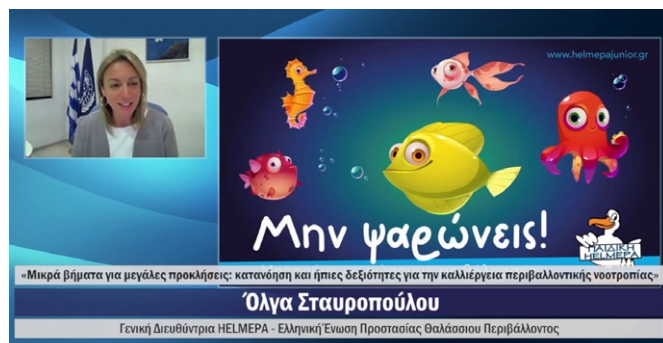 www.helmepajunior.gr
Μην ψαρώνεις!
ΠΑΙΔΙΚΗ
HELMEPA
«Μικρά βήματα για μεγάλες προκλήσεις: κατανόηση και ήπιες δεξιότητες για την καλλιέργεια περιβαλλοντικής νοοτροπίας»
Όλγα Σταυροπούλου
Γενική Διευθύντρια HELMEPA - Ελληνική Ένωση Προστασίας Θαλάσσιου Περιβάλλοντος